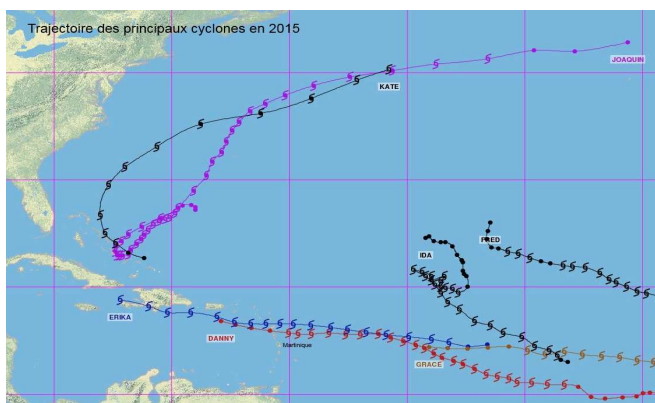 Trajectoire des principaux cyclones en 2015
JOAQUIN
KATE
FRED
IDA
ERIKA
DANNY
Martinique
GRACE